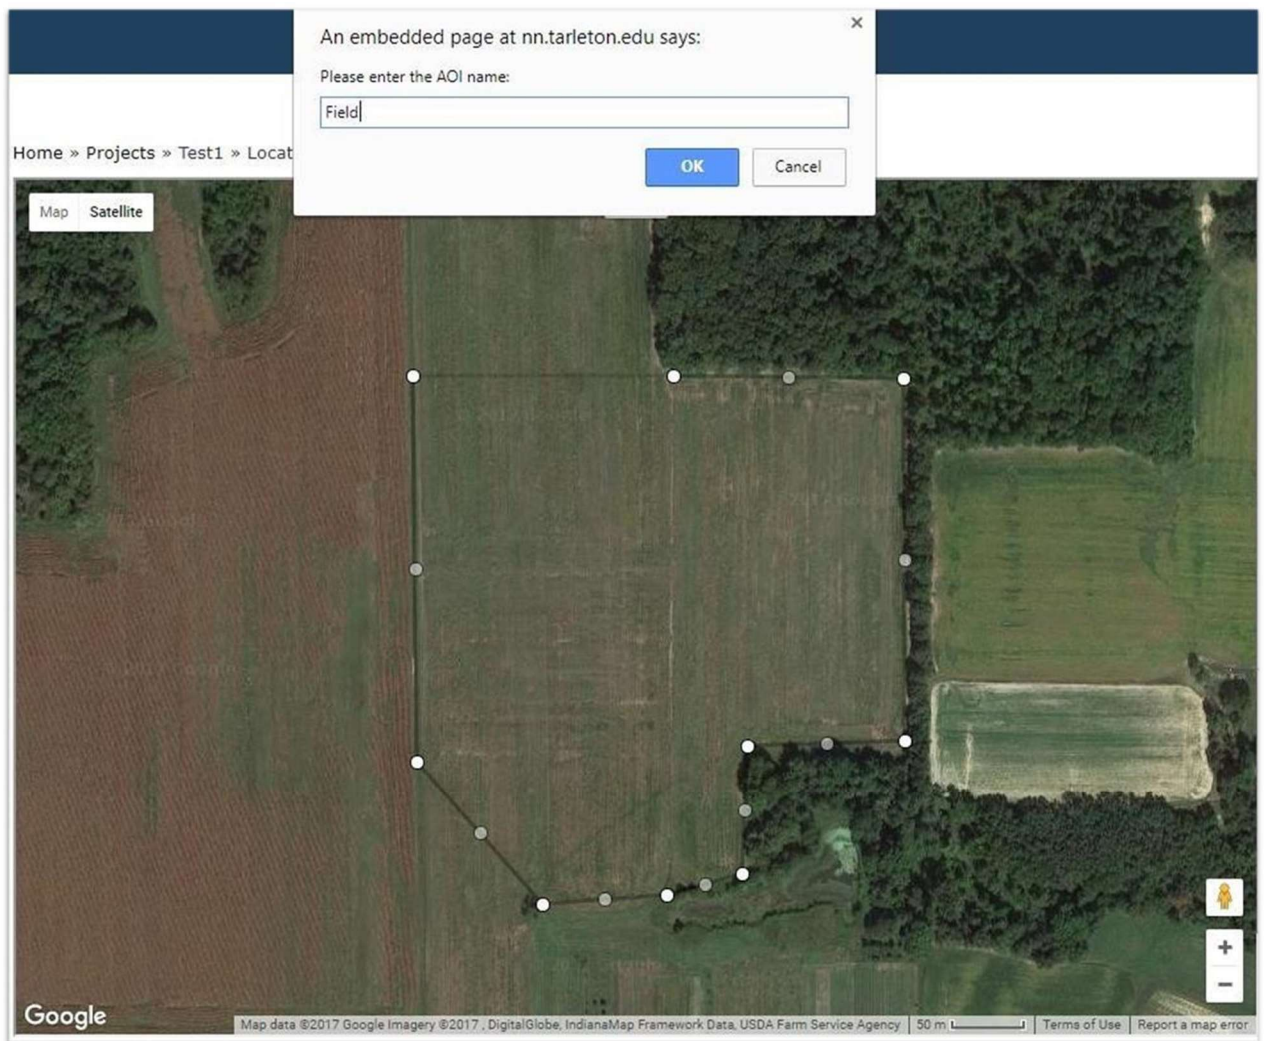 An embedded page at nn.tarleton.edu says:
Please enter the AOI name:
Field
OK Cancel
Home » Projects » Test1 » Locat
Map Satellite
Google
Map data ©2017 Google Imagery ©2017 , DigitalGlobe, IndianaMap Framework Data, USDA Farm Service Agency 50 m Terms of Use Report a map error